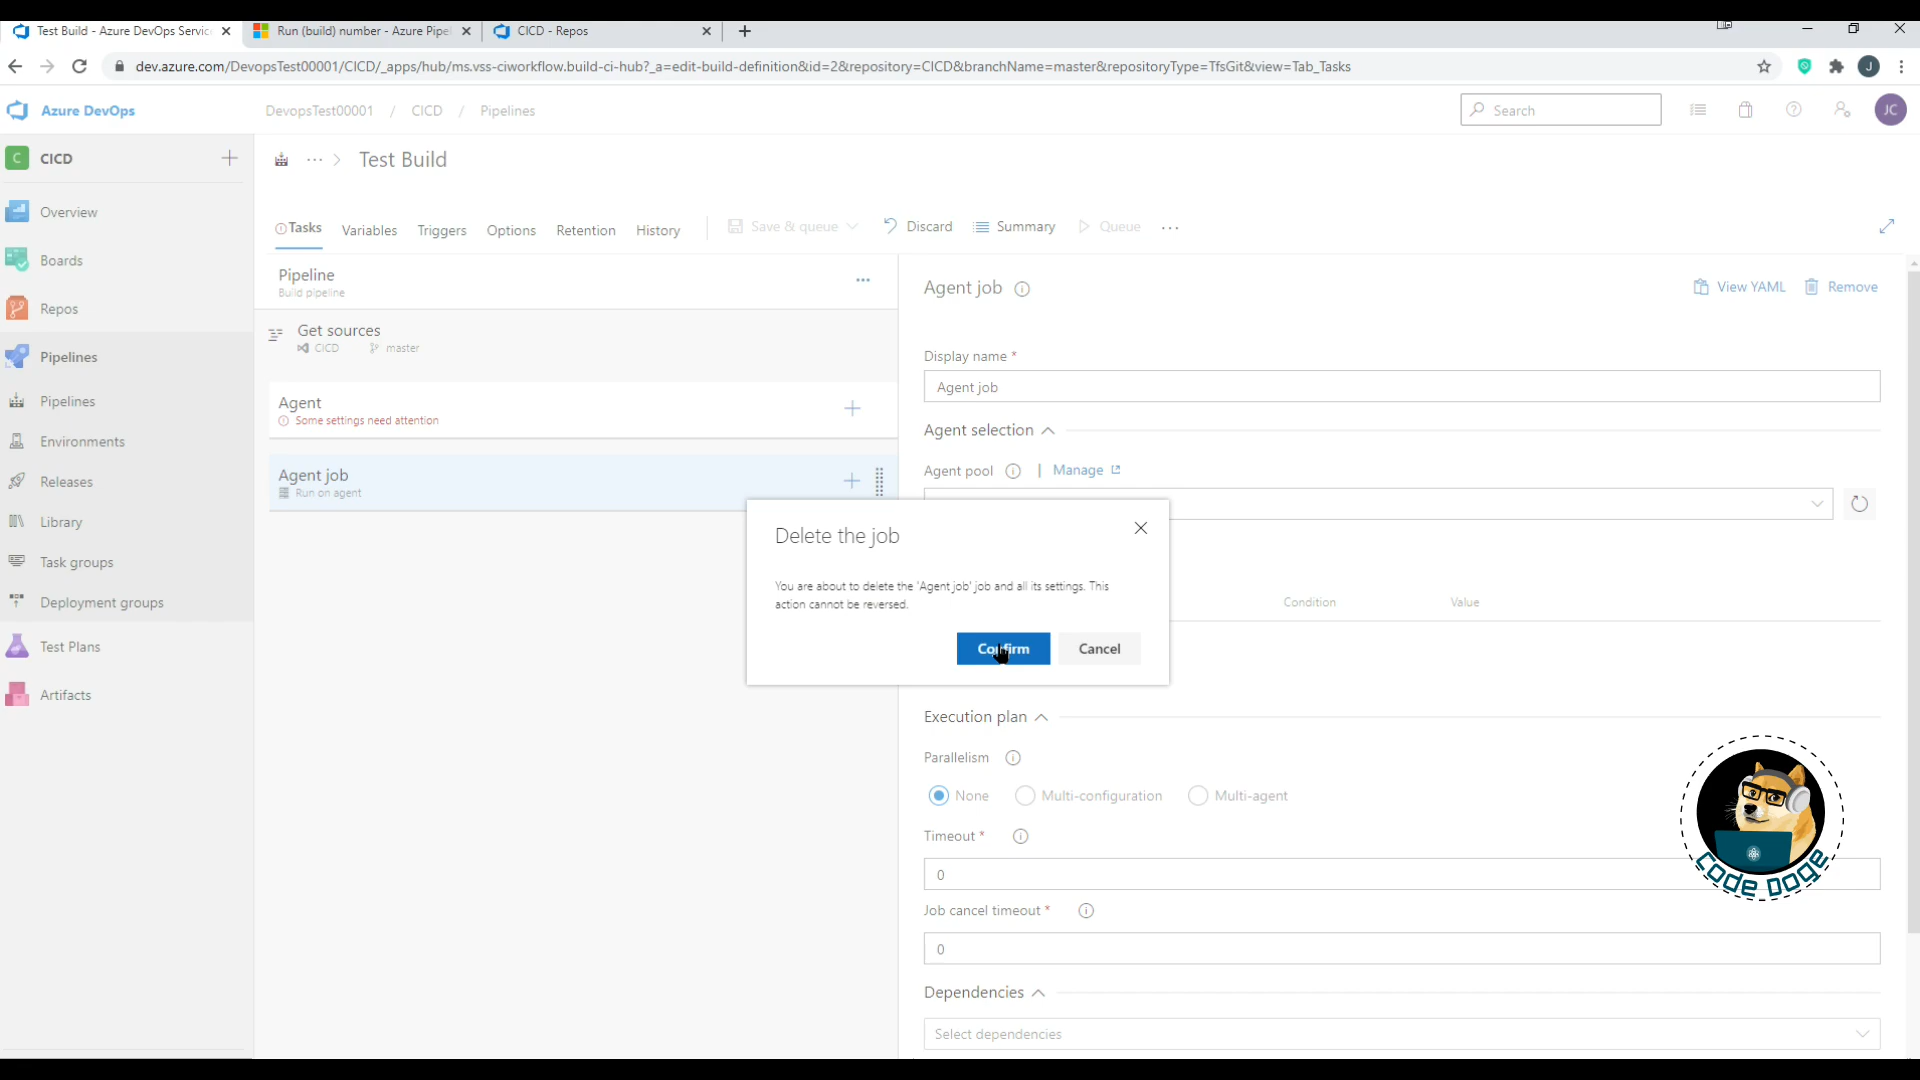 Test Build - Azure DevOps Servic
Run (build) number - Azure Pipel
CICD - Repos
dev.azure.com/DevopsTest00001/CICD/_apps/hub/ms.vss-ciworkflow.build-ci-hub?_a=edit-build-definition&id=2&repository=CICD&branchName=master&repositoryType=TfsGit&view=Tab_Tasks
J
Azure DevOps
DevopsTest00001 / CICD / Pipelines
Search
JC
C CICD
Test Build
Overview
Boards
Repos
Pipelines
Pipelines
Environments
Releases
Library
Task groups
Deployment groups
Test Plans
Artifacts
Tasks Variables Triggers Options Retention History
Save & queue Discard Summary Queue
Pipeline
Build pipeline
Get sources
CICD master
Agent
Some settings need attention
Agent job
Run on agent
Agent job
View YAML Remove
Display name *
Agent job
Agent selection
Agent pool | Manage
Delete the job
You are about to delete the 'Agent job' job and all its settings. This
action cannot be reversed.
Confirm Cancel
Condition Value
Execution plan
Parallelism
None Multi-configuration Multi-agent
Timeout *
0
Job cancel timeout *
0
Dependencies
Select dependencies
CODE DOGE